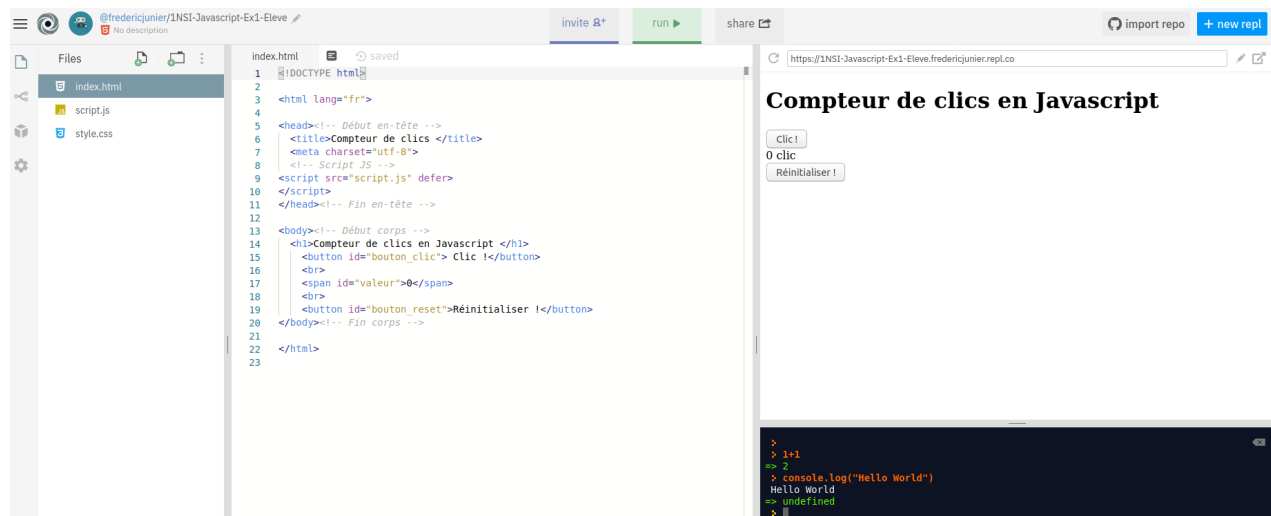 @fredericjunier/1NSI-Javascript-Ex1-Eleve
No description
invite
run
share
import repo
+ new repl
Files
index.html
script.js
style.css
index.html
saved
1 <!DOCTYPE html>
2
3 <html lang="fr">
4
5 <head><!-- Début en-tête -->
6 <title>Compteur de clics </title>
7 <meta charset="utf-8">
8 <!-- Script JS -->
9 <script src="script.js" defer>
10 </script>
11 </head><!-- Fin en-tête -->
12
13 <body><!-- Début corps -->
14 <h1>Compteur de clics en Javascript </h1>
15 <button id="bouton_clic"> Clic !</button>
16 <br>
17 <span id="valeur">0</span>
18 <br>
19 <button id="bouton_reset">Réinitialiser !</button>
20 </body><!-- Fin corps -->
21
22 </html>
23
https://1NSI-Javascript-Ex1-Eleve.fredericjunier.repl.co
Compteur de clics en Javascript
Clic !
0 clic
Réinitialiser !
> 1+1
=> 2
> console.log("Hello World")
Hello World
=> undefined
>